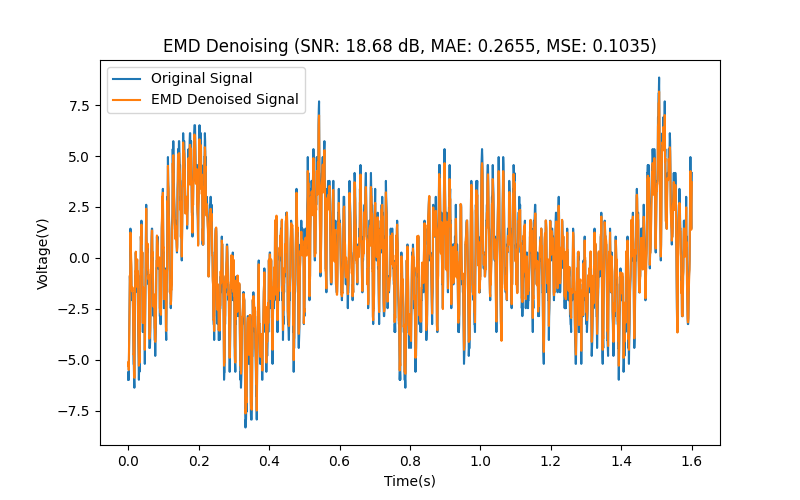 EMD Denoising (SNR: 18.68 dB, MAE: 0.2655, MSE: 0.1035)
Original Signal
EMD Denoised Signal
Voltage(V)
7.5
5.0
2.5
0.0
−2.5
−5.0
−7.5
0.0 0.2 0.4 0.6 0.8 1.0 1.2 1.4 1.6
Time(s)